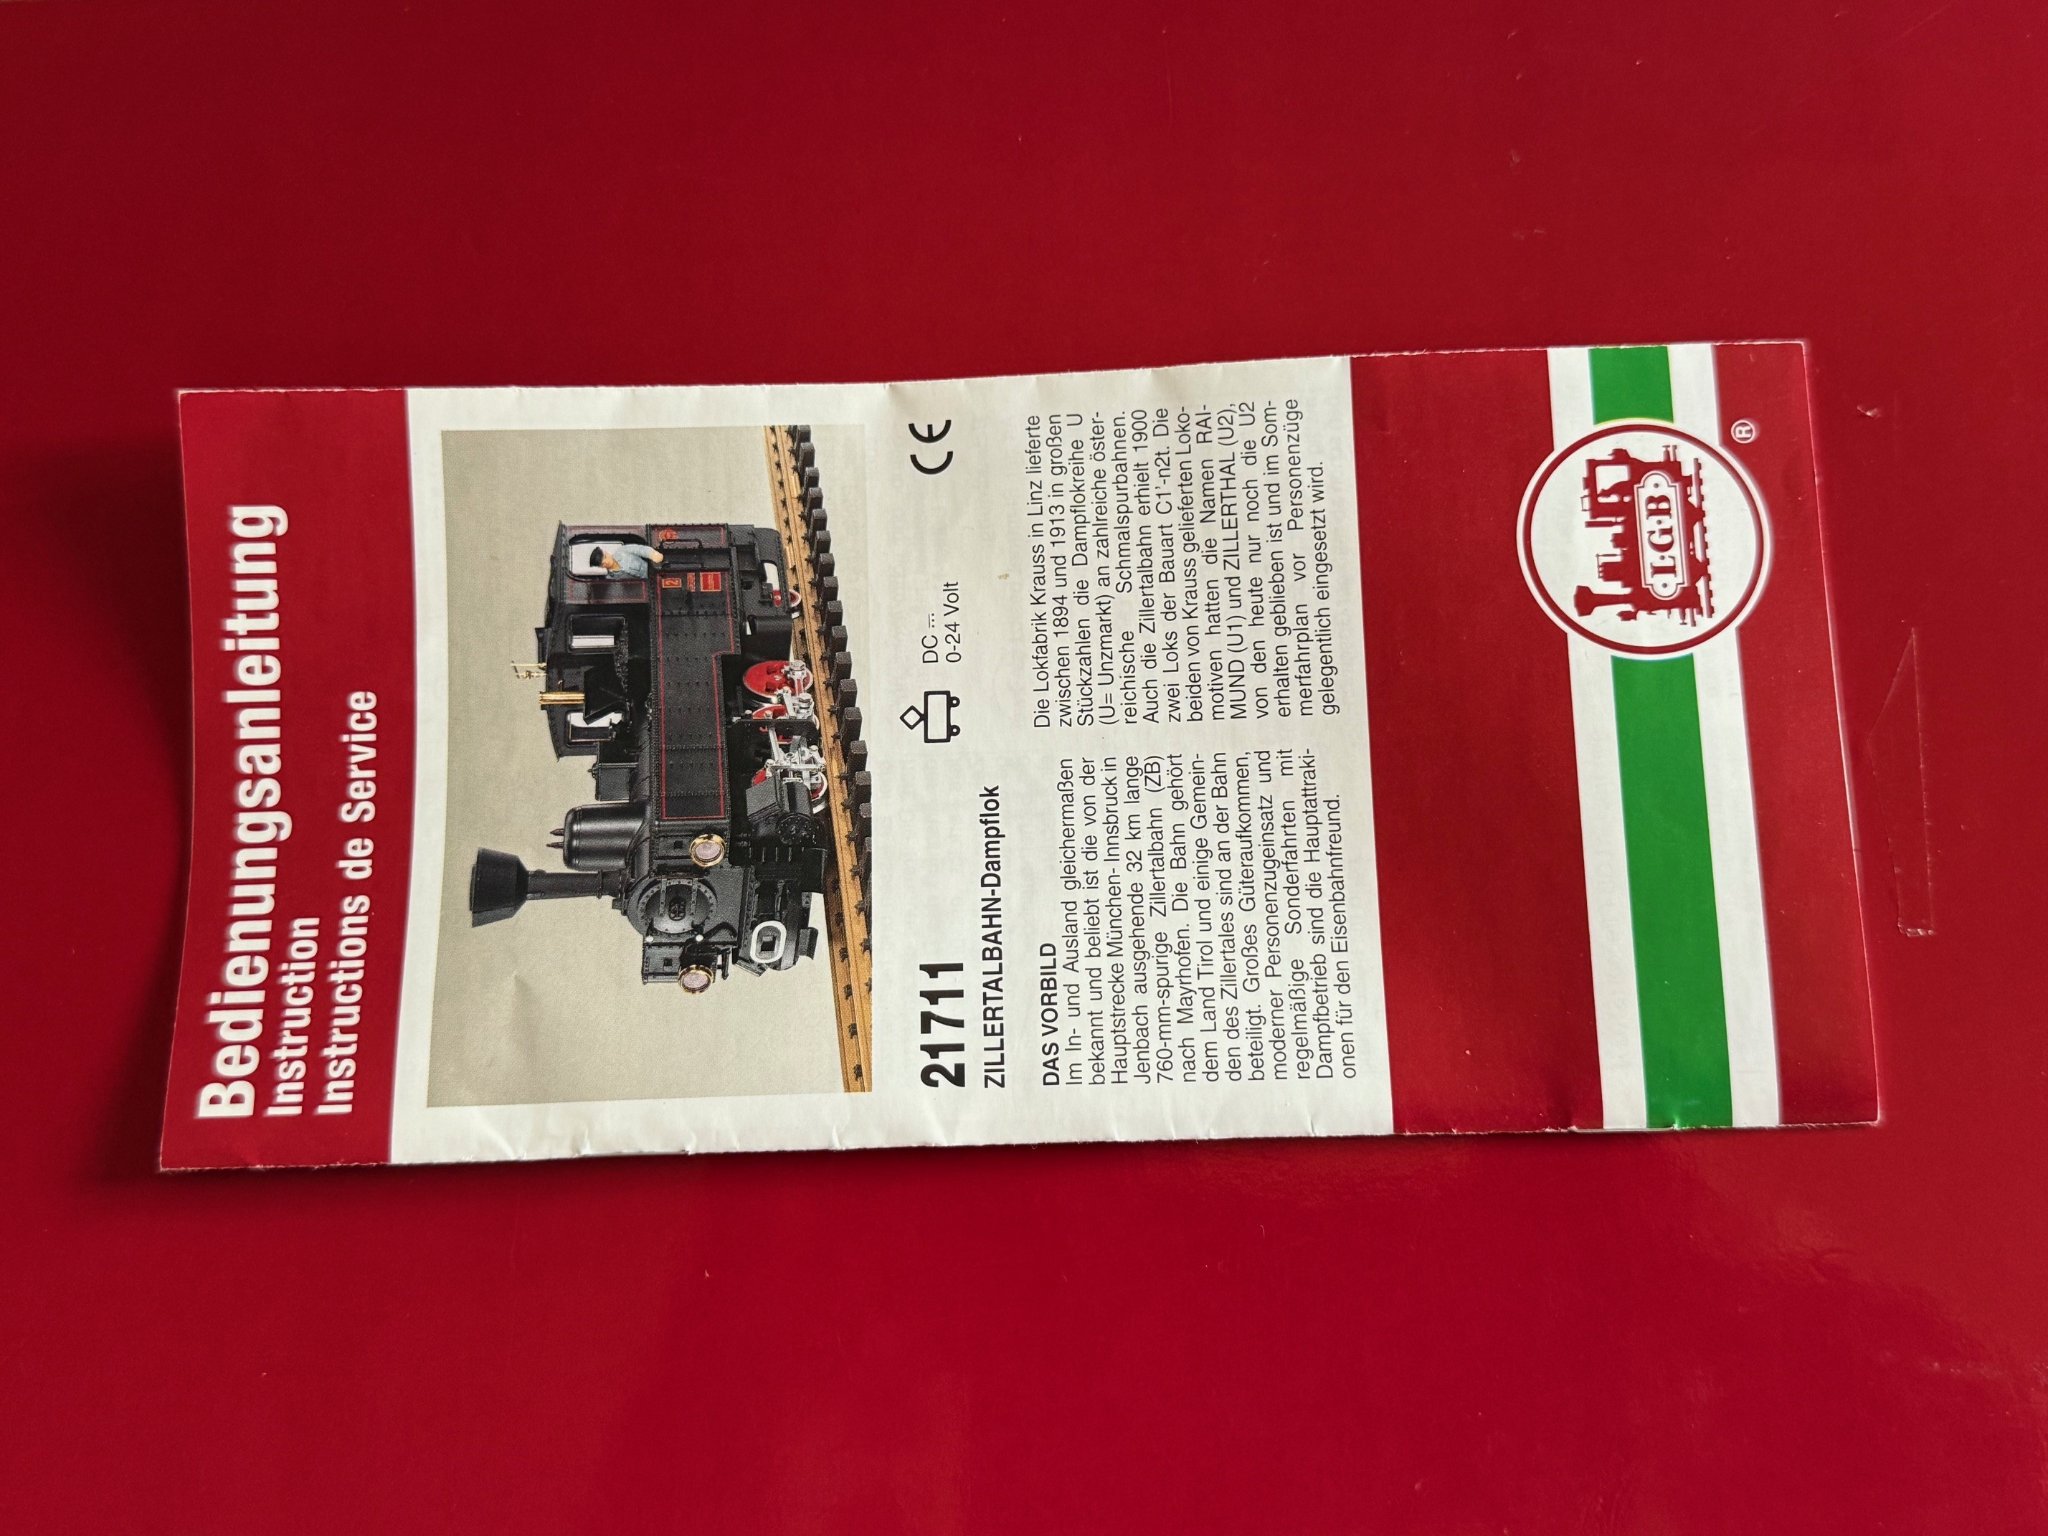 Bedienungsanleitung
Instruction
Instructions de Service
2
21711
DC
0-24 Volt
CE
ZILLERTALBAHN-Dampflok
DAS VORBILD
Im In- und Ausland gleichermaßen
bekannt und beliebt ist die von der
Hauptstrecke München- Innsbruck in
Jenbach ausgehende 32 km lange
760-mm-spurige Zillertalbahn (ZB)
nach Mayrhofen. Die Bahn gehört
dem Land Tirol und einige Gemein-
den des Zillertales sind an der Bahn
beteiligt. Großes Güteraufkommen,
moderner Personenzugeinsatz und
regelmäßige Sonderfahrten mit
Dampfbetrieb sind die Hauptattrakti-
onen für den Eisenbahnfreund.
Die Lokfabrik Krauss in Linz lieferte
zwischen 1894 und 1913 in großen
Stückzahlen die Dampflokreihe U
(U= Unzmarkt) an zahlreiche öster-
reichische Schmalspurbahnen.
Auch die Zillertalbahn erhielt 1900
zwei Loks der Bauart C1'-n2t. Die
beiden von Krauss gelieferten Loko-
motiven hatten die Namen RAI-
MUND (U1) und ZILLERTHAL (U2),
von den heute nur noch die U2
erhalten geblieben ist und im Som-
merfahrplan vor Personenzüge
gelegentlich eingesetzt wird.
L·G·B
®